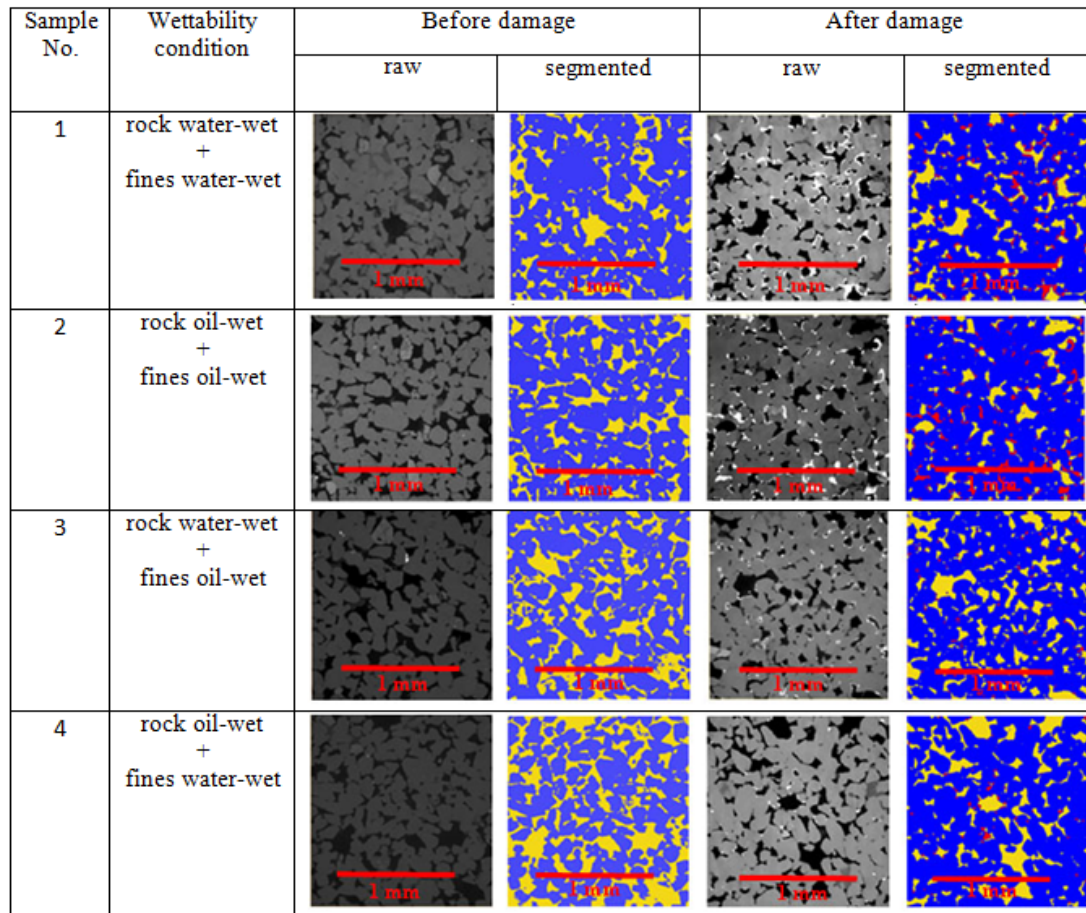 Sample No.
Wettability condition
Before damage
After damage
raw
segmented
raw
segmented
1
rock water-wet
+
fines water-wet
1 mm
1 mm
1 mm
1 mm
2
rock oil-wet
+
fines oil-wet
1 mm
1 mm
1 mm
1 mm
3
rock water-wet
+
fines oil-wet
1 mm
1 mm
1 mm
1 mm
4
rock oil-wet
+
fines water-wet
1 mm
1 mm
1 mm
1 mm